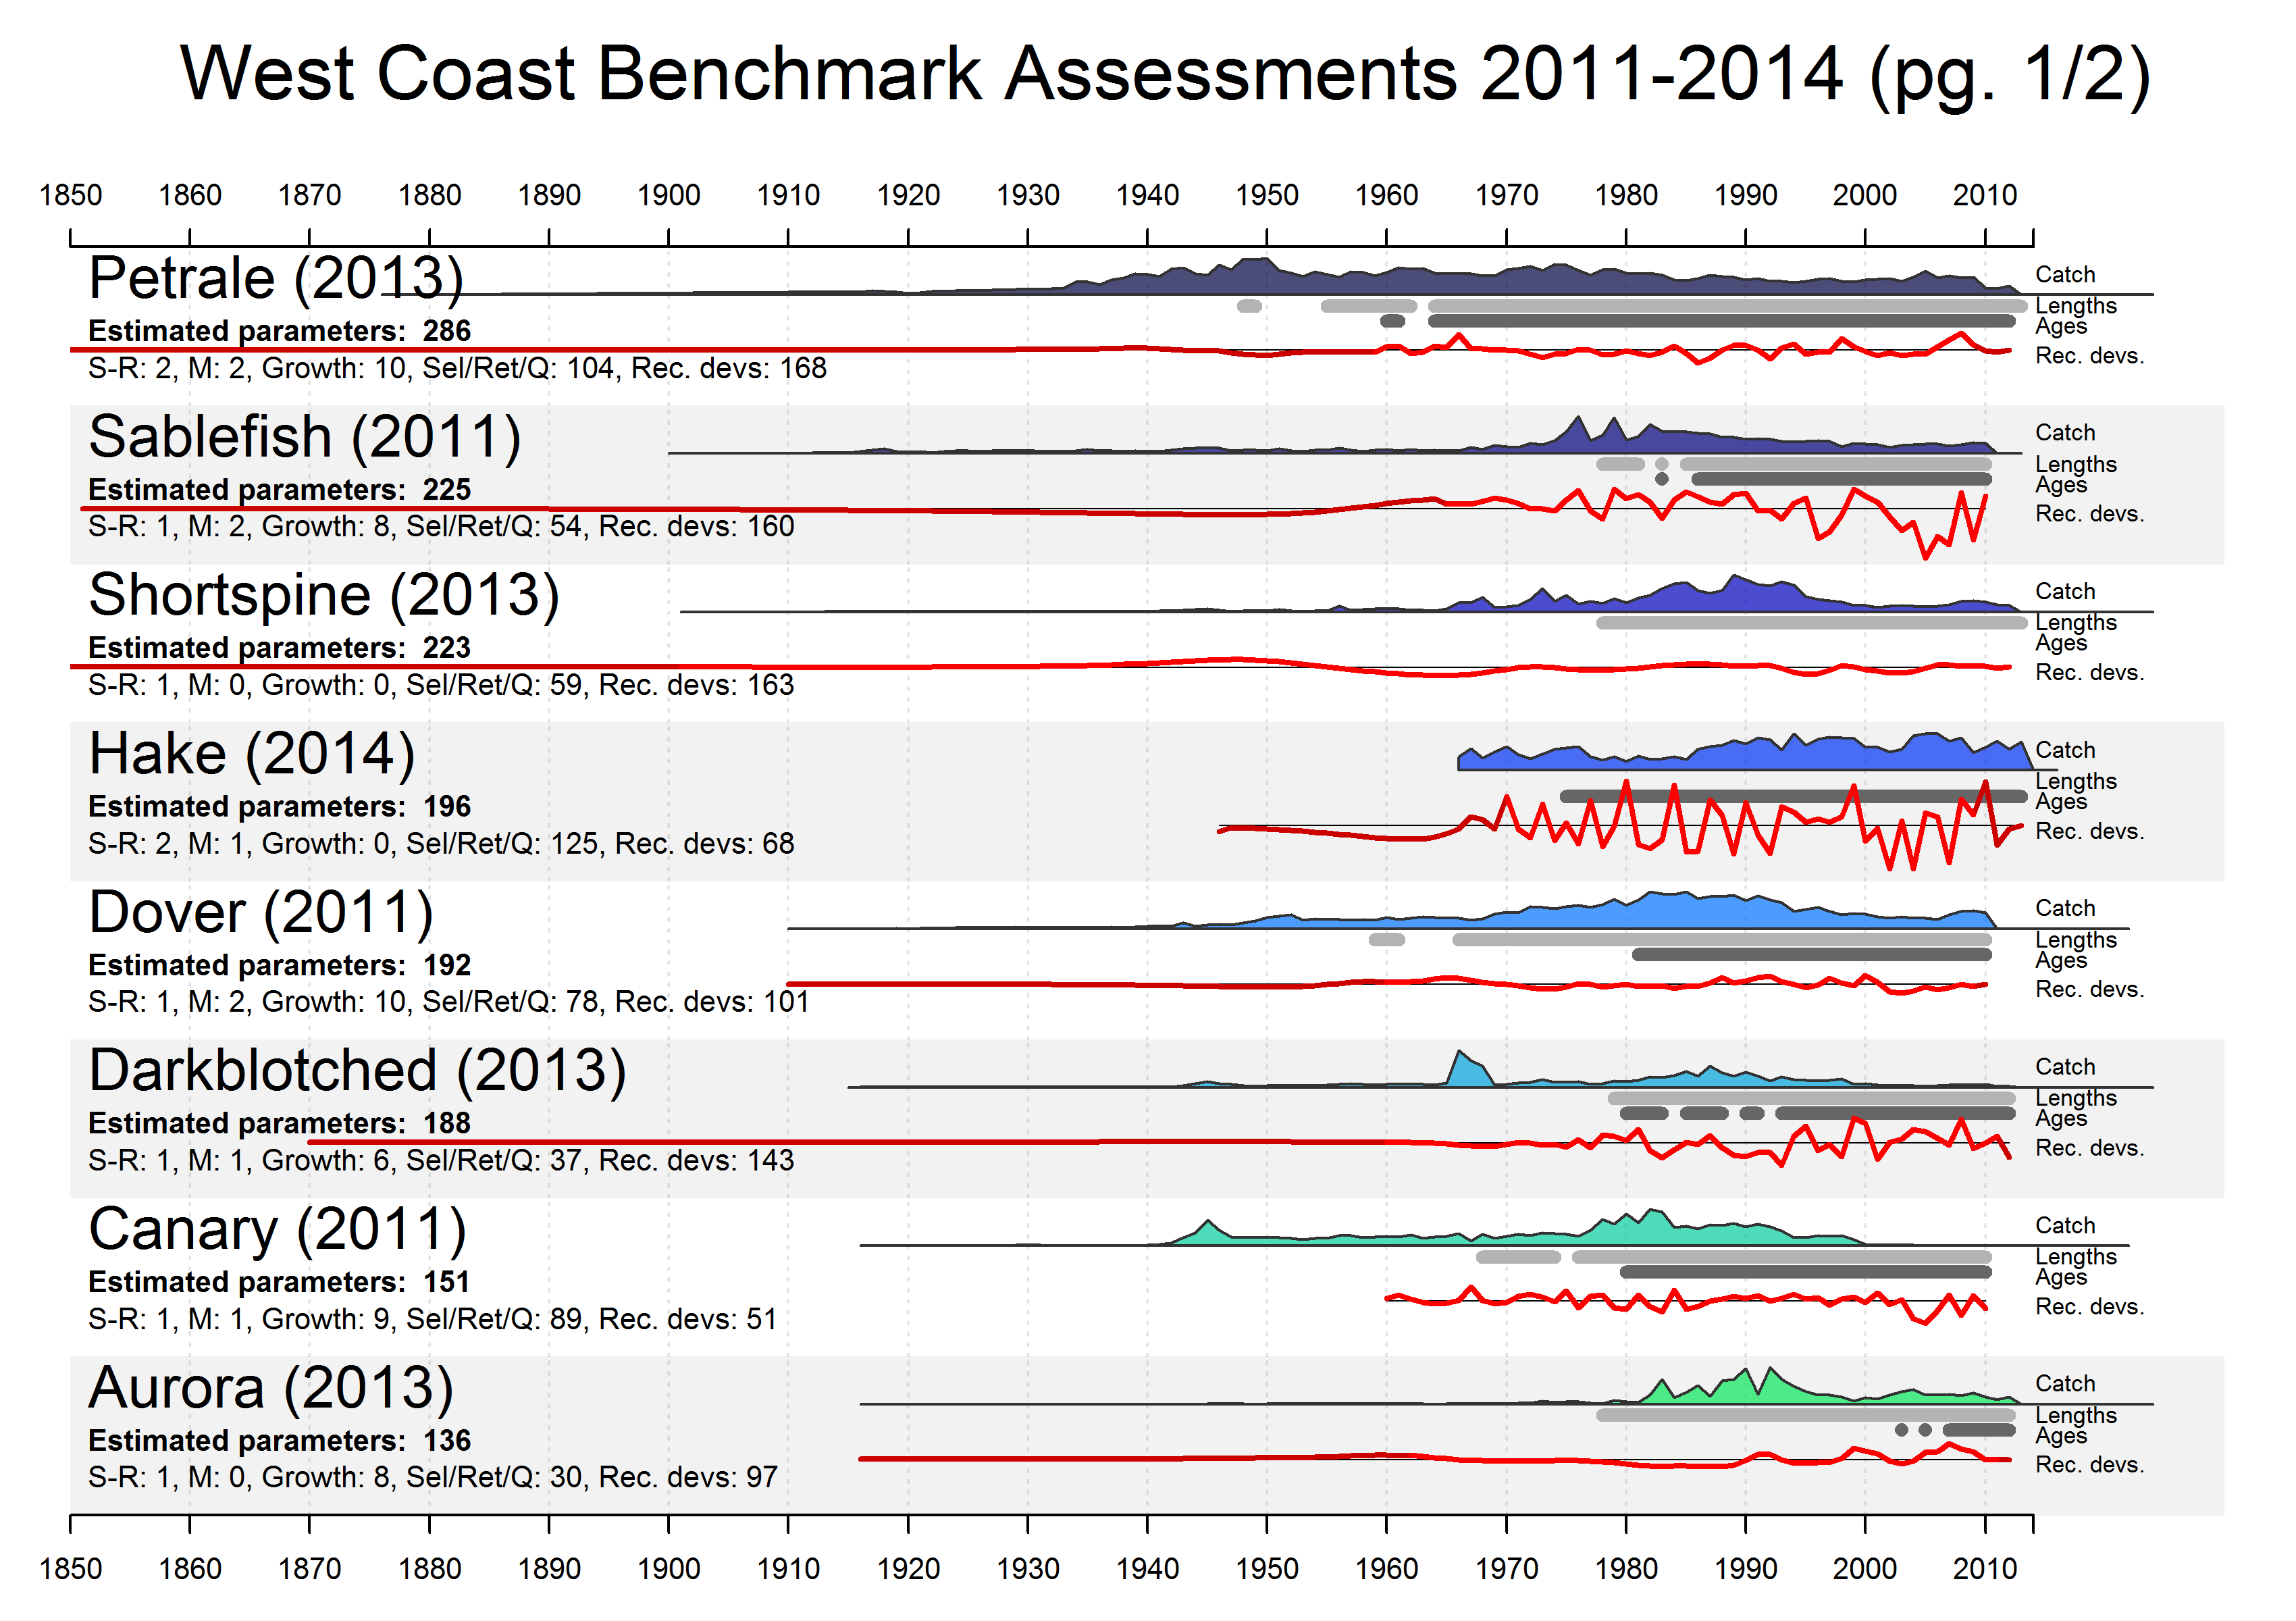 West Coast Benchmark Assessments 2011-2014 (pg. 1/2)
1850 1860 1870 1880 1890 1900 1910 1920 1930 1940 1950 1960 1970 1980 1990 2000 2010
Petrale (2013)
Catch
Lengths
Ages
Estimated parameters: 286
Rec. devs.
S-R: 2, M: 2, Growth: 10, Sel/Ret/Q: 104, Rec. devs: 168
Sablefish (2011)
Catch
Lengths
Ages
Estimated parameters: 225
Rec. devs.
S-R: 1, M: 2, Growth: 8, Sel/Ret/Q: 54, Rec. devs: 160
Shortspine (2013)
Catch
Lengths
Ages
Estimated parameters: 223
Rec. devs.
S-R: 1, M: 0, Growth: 0, Sel/Ret/Q: 59, Rec. devs: 163
Hake (2014)
Catch
Lengths
Ages
Estimated parameters: 196
Rec. devs.
S-R: 2, M: 1, Growth: 0, Sel/Ret/Q: 125, Rec. devs: 68
Dover (2011)
Catch
Lengths
Ages
Estimated parameters: 192
Rec. devs.
S-R: 1, M: 2, Growth: 10, Sel/Ret/Q: 78, Rec. devs: 101
Darkblotched (2013)
Catch
Lengths
Ages
Estimated parameters: 188
Rec. devs.
S-R: 1, M: 1, Growth: 6, Sel/Ret/Q: 37, Rec. devs: 143
Canary (2011)
Catch
Lengths
Ages
Estimated parameters: 151
Rec. devs.
S-R: 1, M: 1, Growth: 9, Sel/Ret/Q: 89, Rec. devs: 51
Aurora (2013)
Catch
Lengths
Ages
Estimated parameters: 136
Rec. devs.
S-R: 1, M: 0, Growth: 8, Sel/Ret/Q: 30, Rec. devs: 97
1850 1860 1870 1880 1890 1900 1910 1920 1930 1940 1950 1960 1970 1980 1990 2000 2010